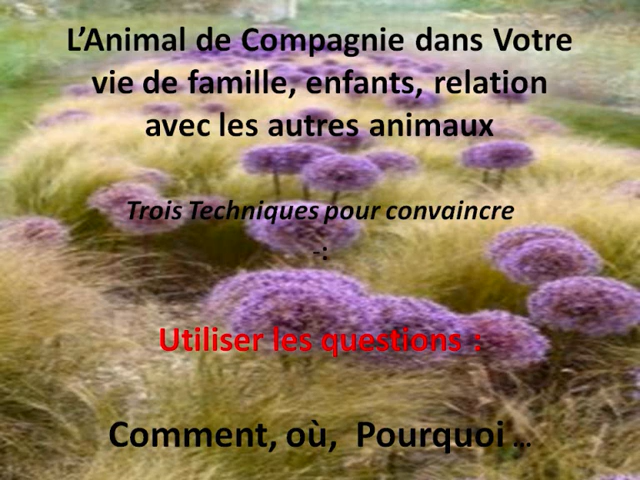 L'Animal de Compagnie dans Votre
vie de famille, enfants, relation
avec les autres animaux
Trois Techniques pour convaincre
-:
Utiliser les questions :
Comment, où, Pourquoi ...